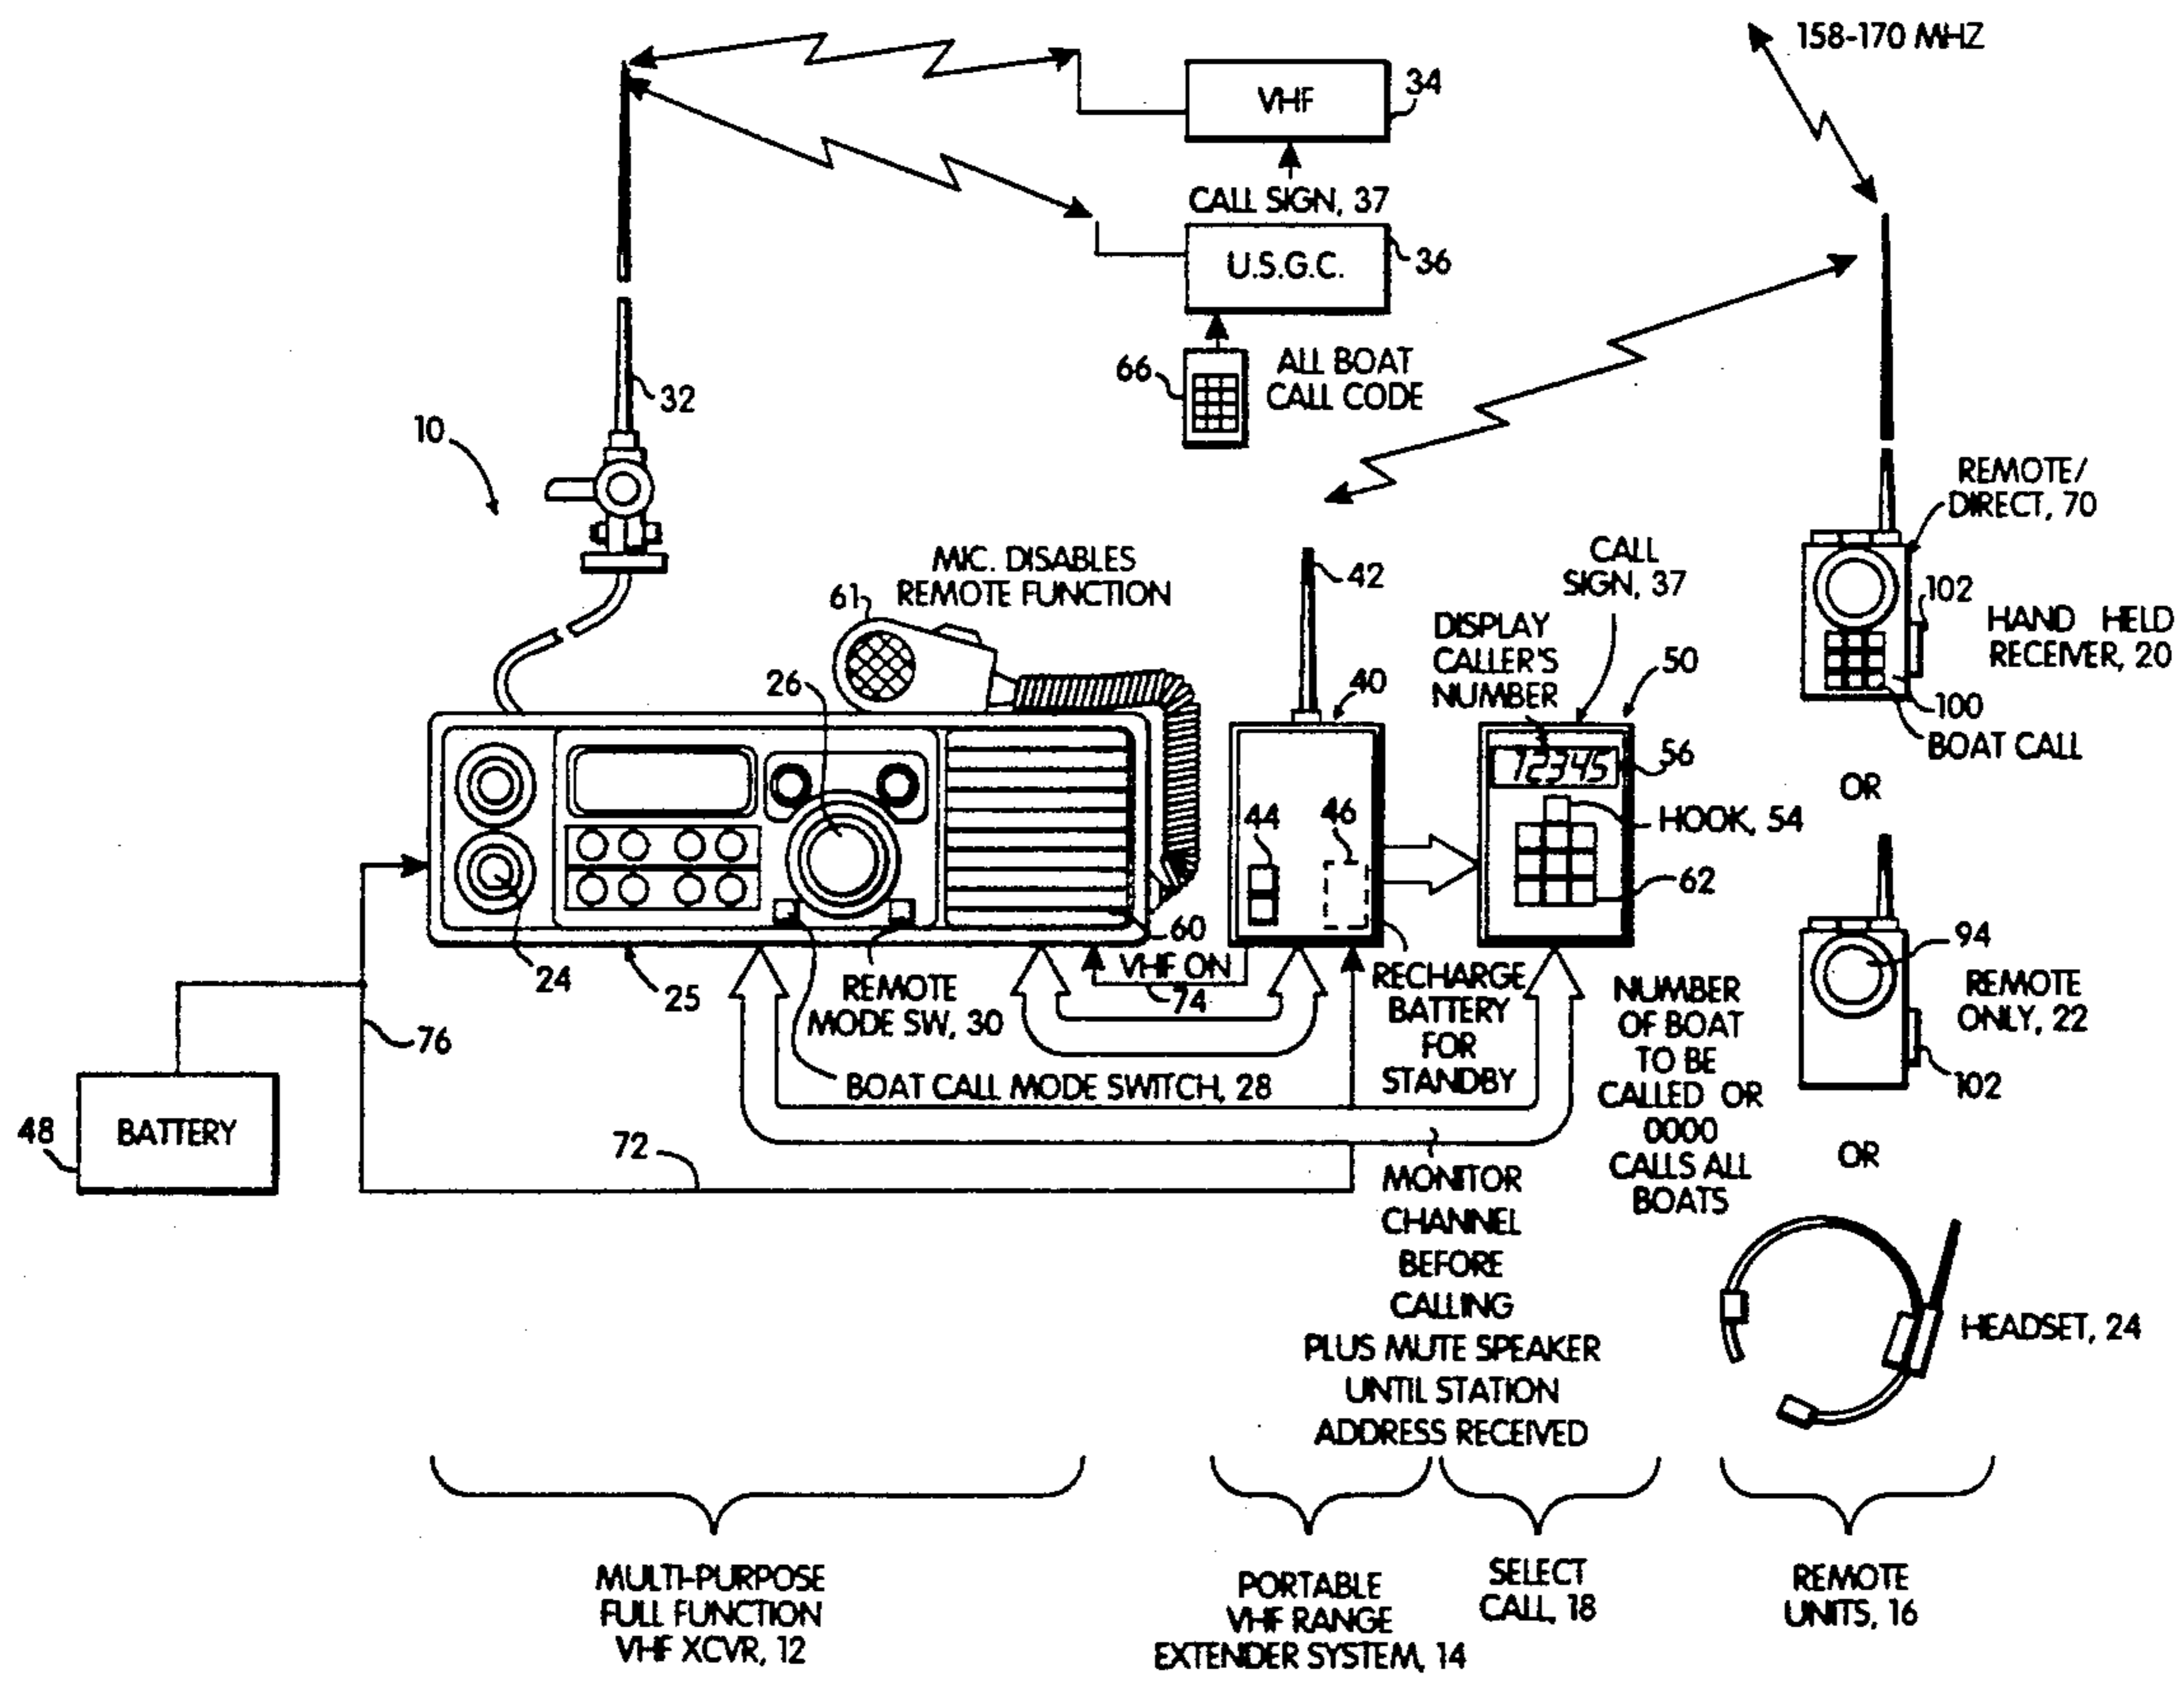 158-170 MHZ
VHF
34
CALL SIGN, 37
U.S.G.C.
36
66
ALL BOAT
CALL CODE
32
10
REMOTE/
DIRECT, 70
MIC. DISABLES
REMOTE FUNCTION
61
42
CALL
SIGN, 37
102
HAND HELD
RECEIVER, 20
DISPLAY
CALLER'S
NUMBER
26
40
50
100
BOAT CALL
12345
56
OR
44
46
HOOK, 54
62
24
25
60
VHF ON
74
REMOTE
MODE SW, 30
RECHARGE
BATTERY
FOR
STANDBY
NUMBER
OF BOAT
TO BE
CALLED OR
0000
CALLS ALL
BOATS
94
REMOTE
ONLY, 22
102
76
BOAT CALL MODE SWITCH, 28
48
BATTERY
72
OR
MONITOR
CHANNEL
BEFORE
CALLING
PLUS MUTE SPEAKER
UNTIL STATION
ADDRESS RECEIVED
HEADSET, 24
MULTI-PURPOSE
FULL FUNCTION
VHF XCVR, 12
PORTABLE
VHF RANGE
EXTENDER SYSTEM, 14
SELECT
CALL, 18
REMOTE
UNITS, 16